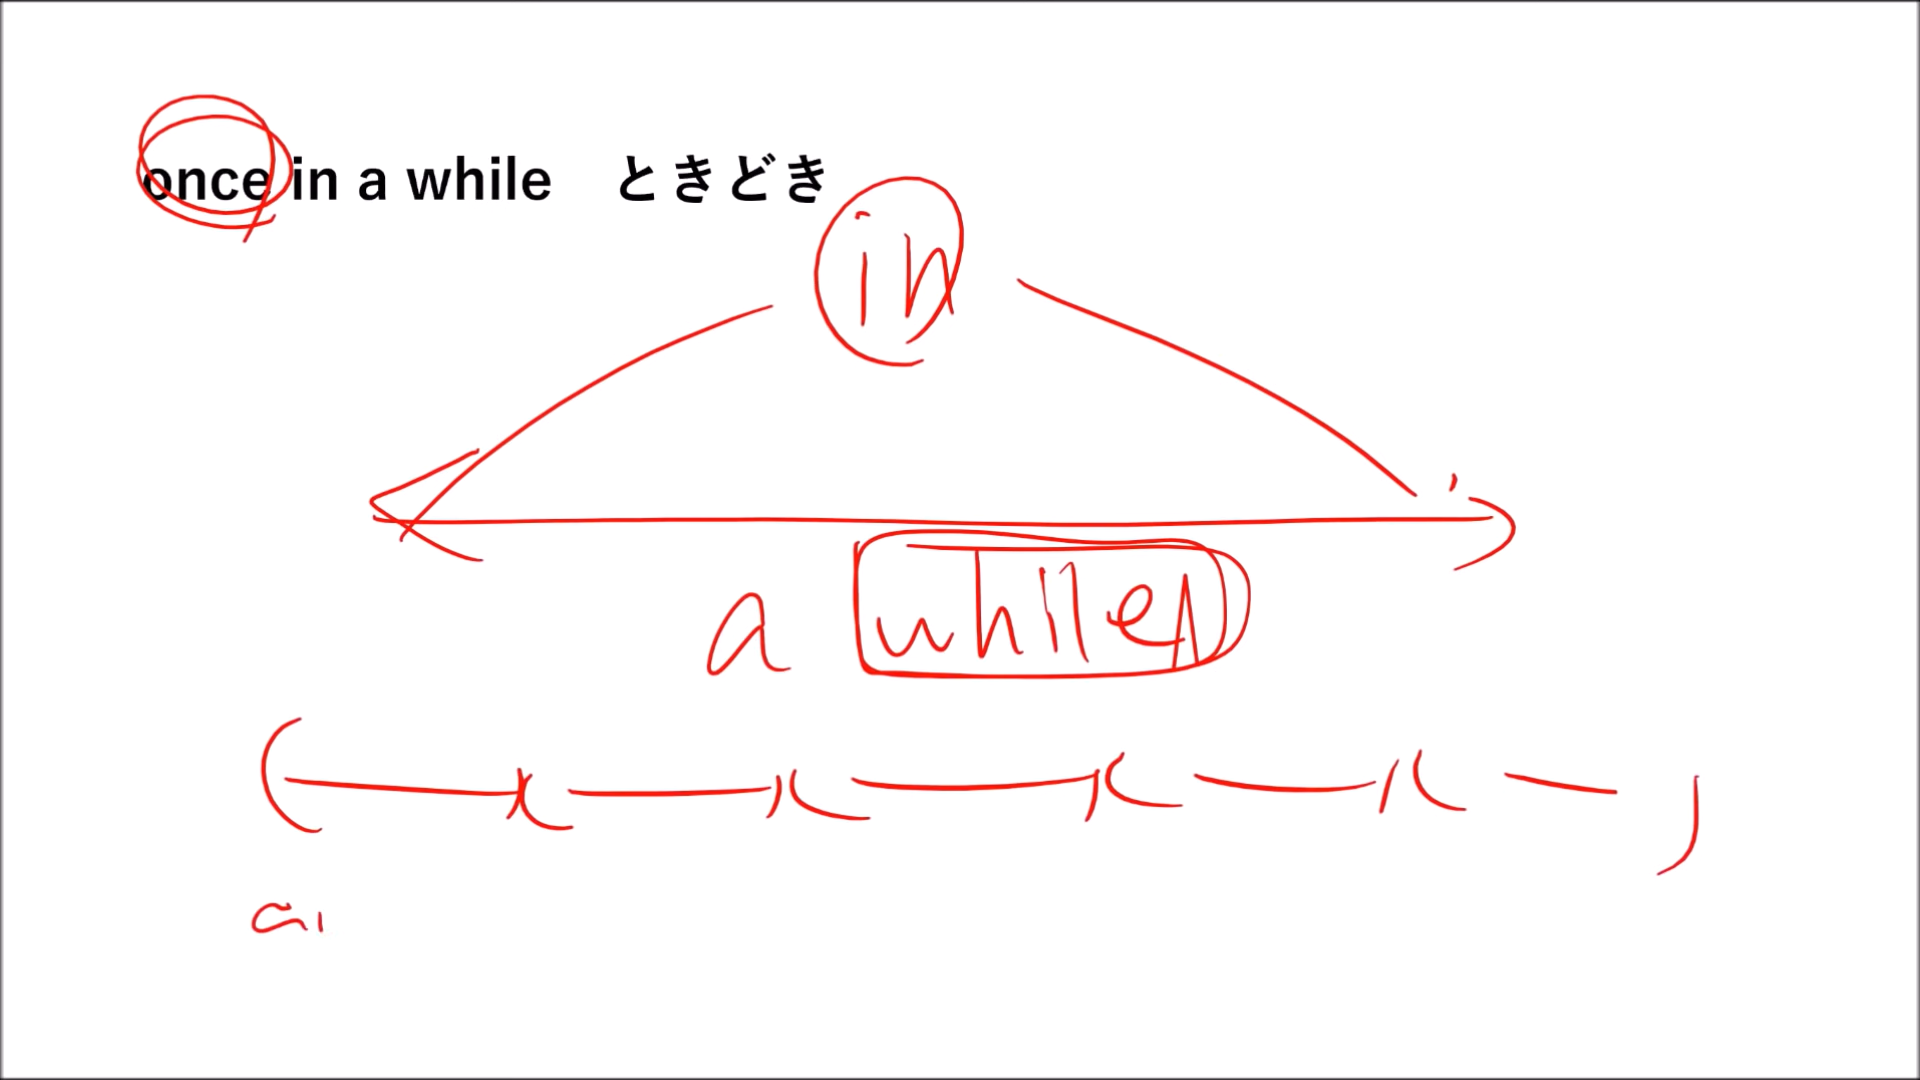 once in a while ときどき
in
a while